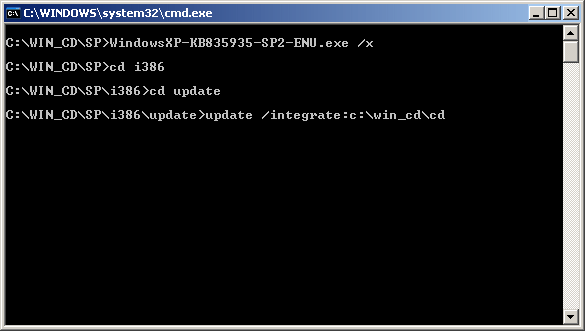 C:\WINDOWS\system32\cmd.exe
C:\WIN_CD\SP>WindowsXP-KB835935-SP2-ENU.exe /x
C:\WIN_CD\SP>cd i386
C:\WIN_CD\SP\i386>cd update
C:\WIN_CD\SP\i386\update>update /integrate:c:\win_cd\cd